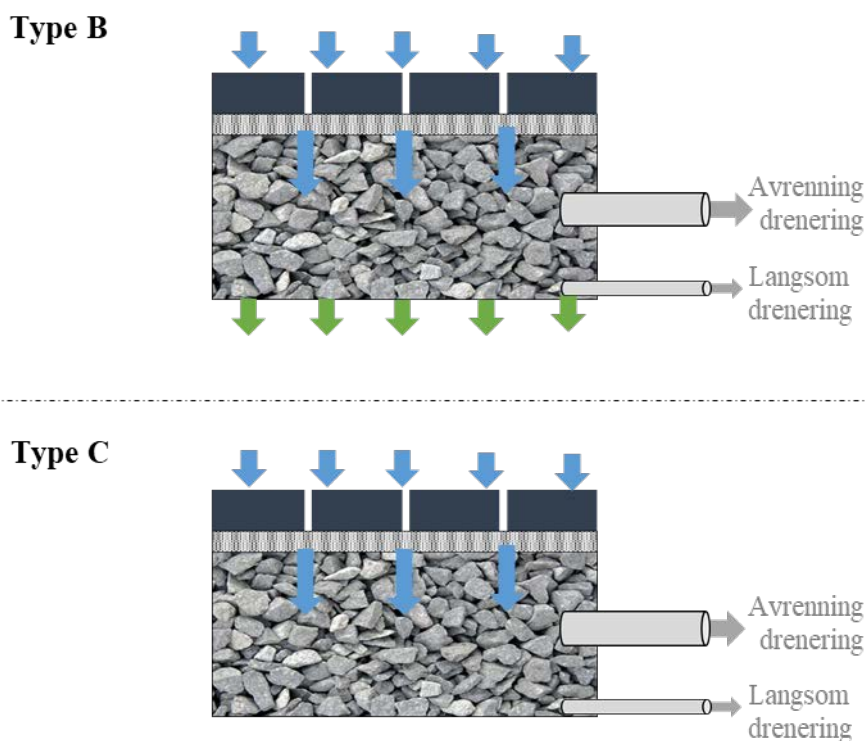 Type B
Avrenning
drenering
Langsom
drenering
Type C
Avrenning
drenering
Langsom
drenering